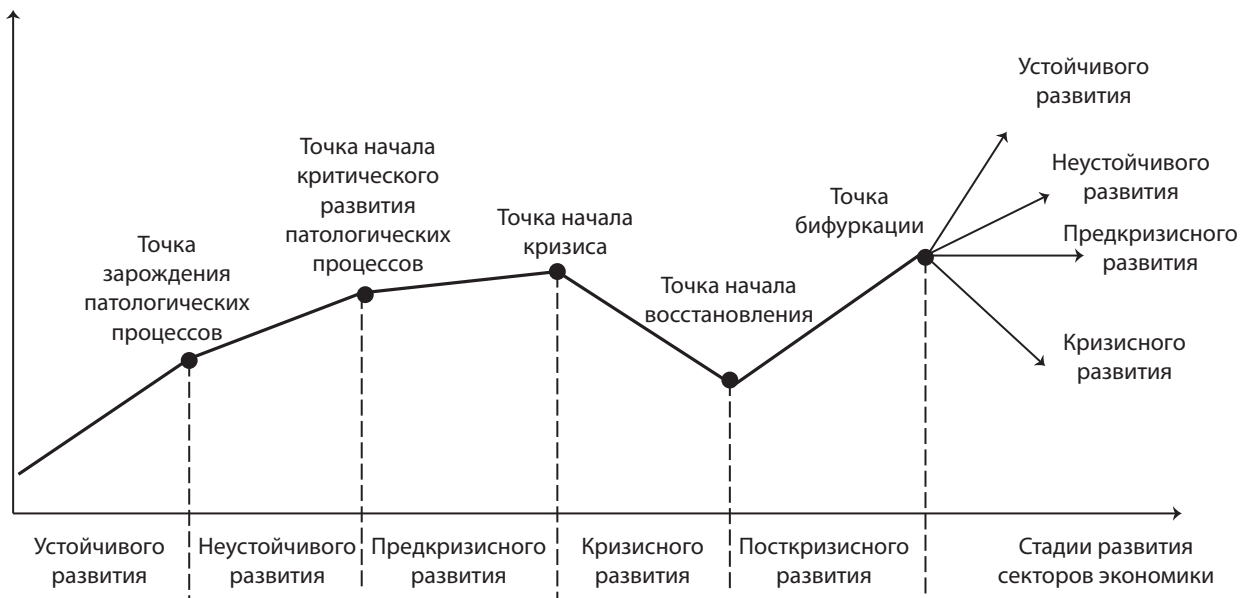 Устойчивого
развития
Неустойчивого
развития
Предкризисного
развития
Кризисного
развития
Точка
бифуркации
Точка начала
критического
развития
патологических
процессов
Точка начала
кризиса
Точка
зарождения
патологических
процессов
Точка начала
восстановления
Устойчивого
развития
Неустойчивого
развития
Предкризисного
развития
Кризисного
развития
Посткризисного
развития
Стадии развития
секторов экономики